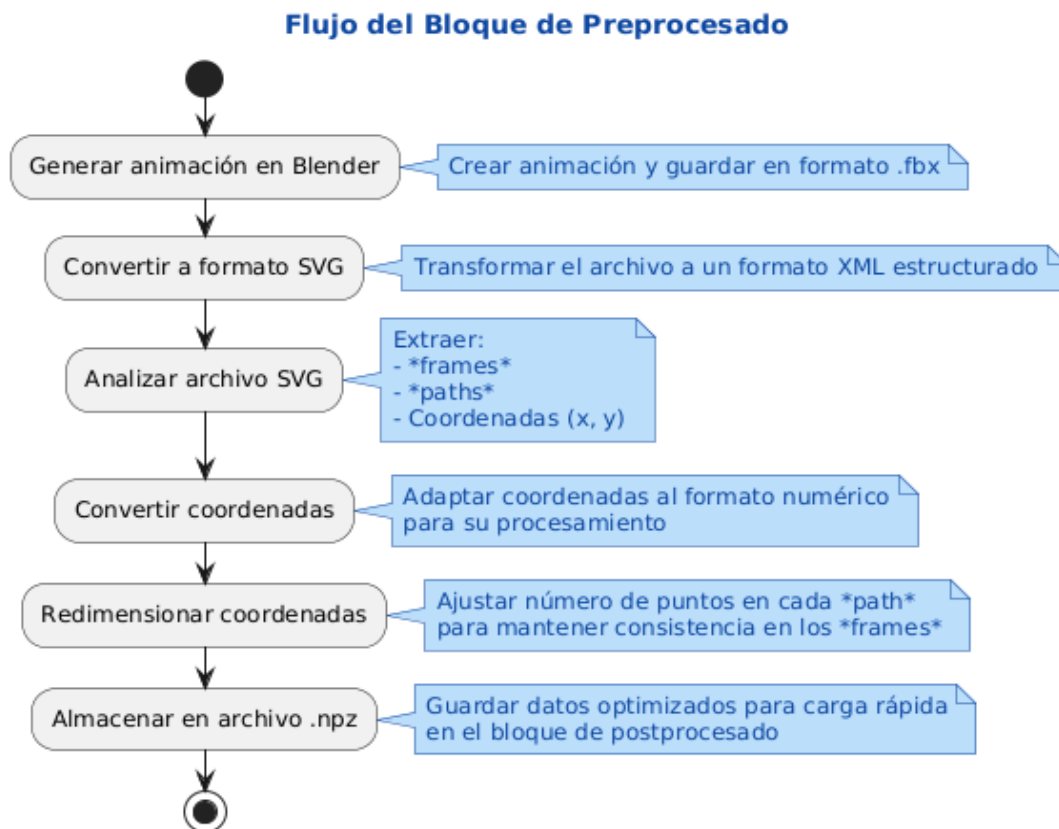 Flujo del Bloque de Preprocesado
Generar animación en Blender
Crear animación y guardar en formato .fbx
Convertir a formato SVG
Transformar el archivo a un formato XML estructurado
Analizar archivo SVG
Extraer:
- *frames*
- *paths*
- Coordenadas (x, y)
Convertir coordenadas
Adaptar coordenadas al formato numérico
para su procesamiento
Redimensionar coordenadas
Ajustar número de puntos en cada *path*
para mantener consistencia en los *frames*
Almacenar en archivo .npz
Guardar datos optimizados para carga rápida
en el bloque de postprocesado